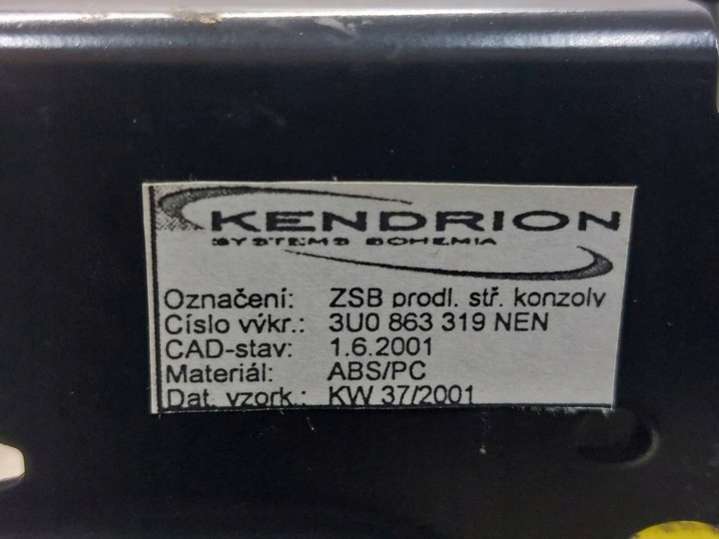 KENDRION
SYSTEMS BOHEMIA
Označení: ZSB prodl. stř. konzoly
Číslo výkr.: 3U0 863 319 NEN
CAD-stav: 1.6.2001
Materiál: ABS/PC
Dat. vzork.: KW 37/2001